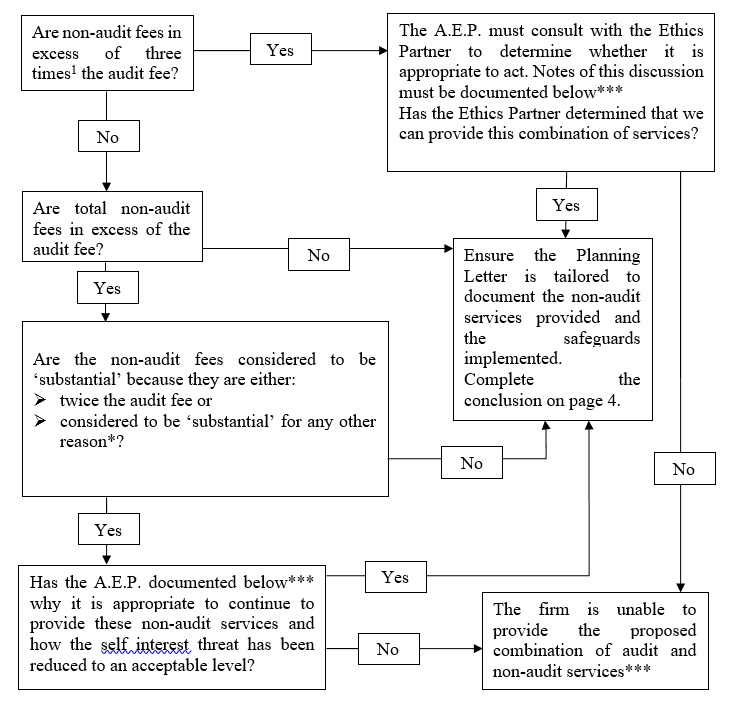 Are non-audit fees in
excess of three
times¹ the audit fee?
Yes
The A.E.P. must consult with the Ethics
Partner to determine whether it is
appropriate to act. Notes of this discussion
must be documented below***
Has the Ethics Partner determined that we
can provide this combination of services?
No
Yes
Are total non-audit
fees in excess of the
audit fee?
No
Ensure the Planning
Letter is tailored to
document the non-audit
services provided and
the safeguards
implemented.
Complete the
conclusion on page 4.
Yes
Are the non-audit fees considered to be
‘substantial’ because they are either:
➢ twice the audit fee or
➢ considered to be ‘substantial’ for any other
reason*?
No
No
Yes
Has the A.E.P. documented below***
why it is appropriate to continue to
provide these non-audit services and
how the self interest threat has been
reduced to an acceptable level?
Yes
No
The firm is unable to
provide the proposed
combination of audit and
non-audit services***